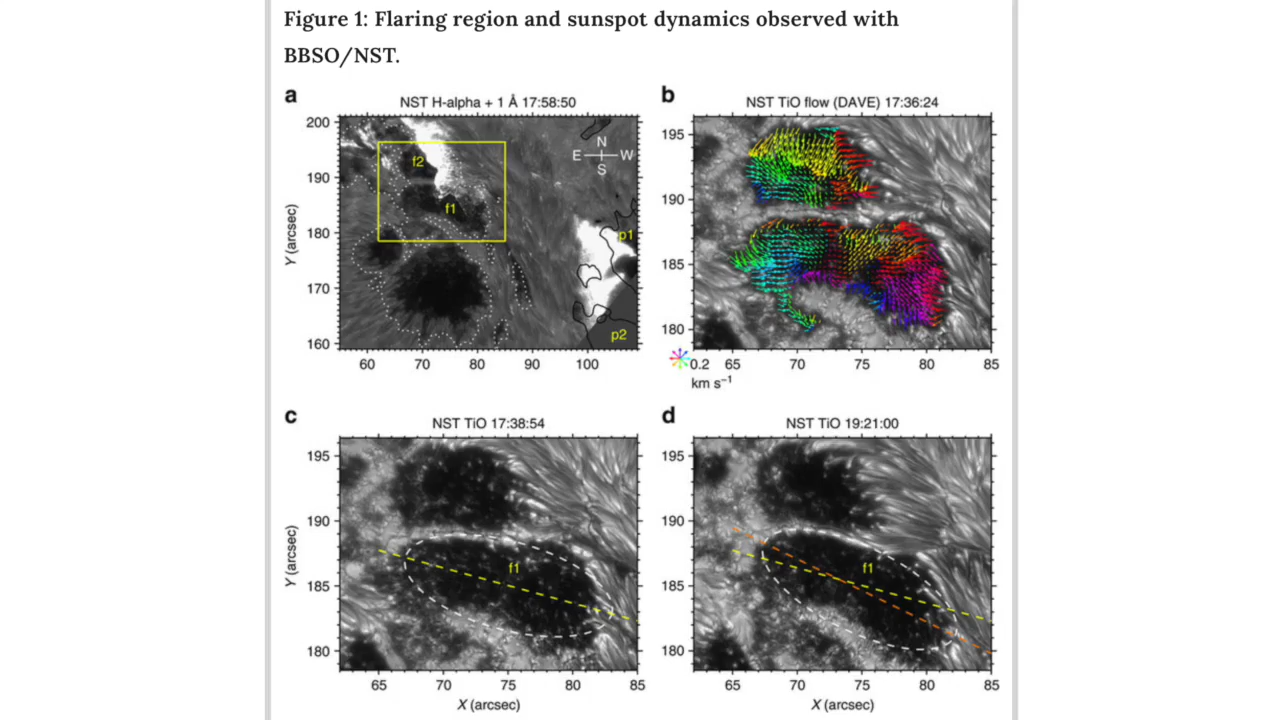 Figure 1: Flaring region and sunspot dynamics observed with
BBSO/NST.
a
NST H-alpha + 1 Å 17:58:50
200
190
180
170
160
Y (arcsec)
60 70 80 90 100
f2
f1
N
E W
S
p1
p2
b
NST TiO flow (DAVE) 17:36:24
195
190
185
180
0.2 65 70 75 80 85
km s⁻¹
c
NST TiO 17:38:54
195
190
185
180
Y (arcsec)
f1
65 70 75 80 85
X (arcsec)
d
NST TiO 19:21:00
195
190
185
180
f1
65 70 75 80 85
X (arcsec)